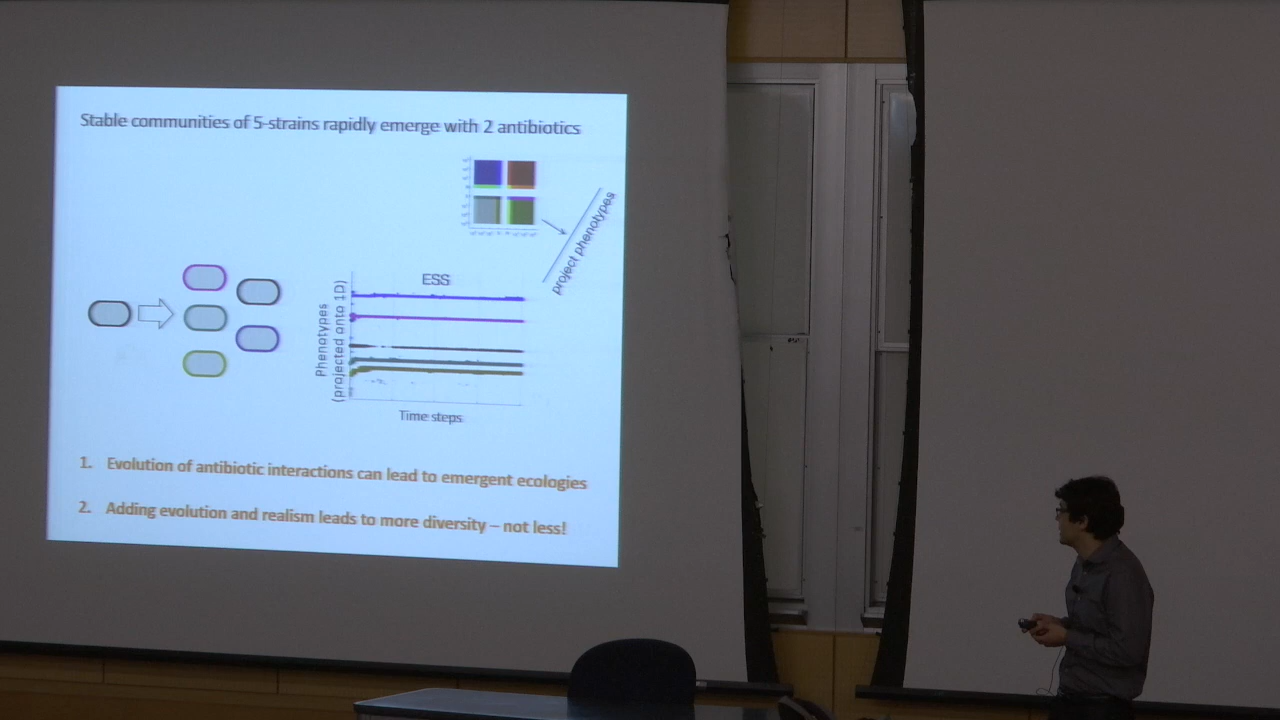 Stable communities of 5-strains rapidly emerge with 2 antibiotics
project phenotypes
ESS
Phenotypes
(projected onto 1D)
Time steps
1. Evolution of antibiotic interactions can lead to emergent ecologies
2. Adding evolution and realism leads to more diversity – not less!